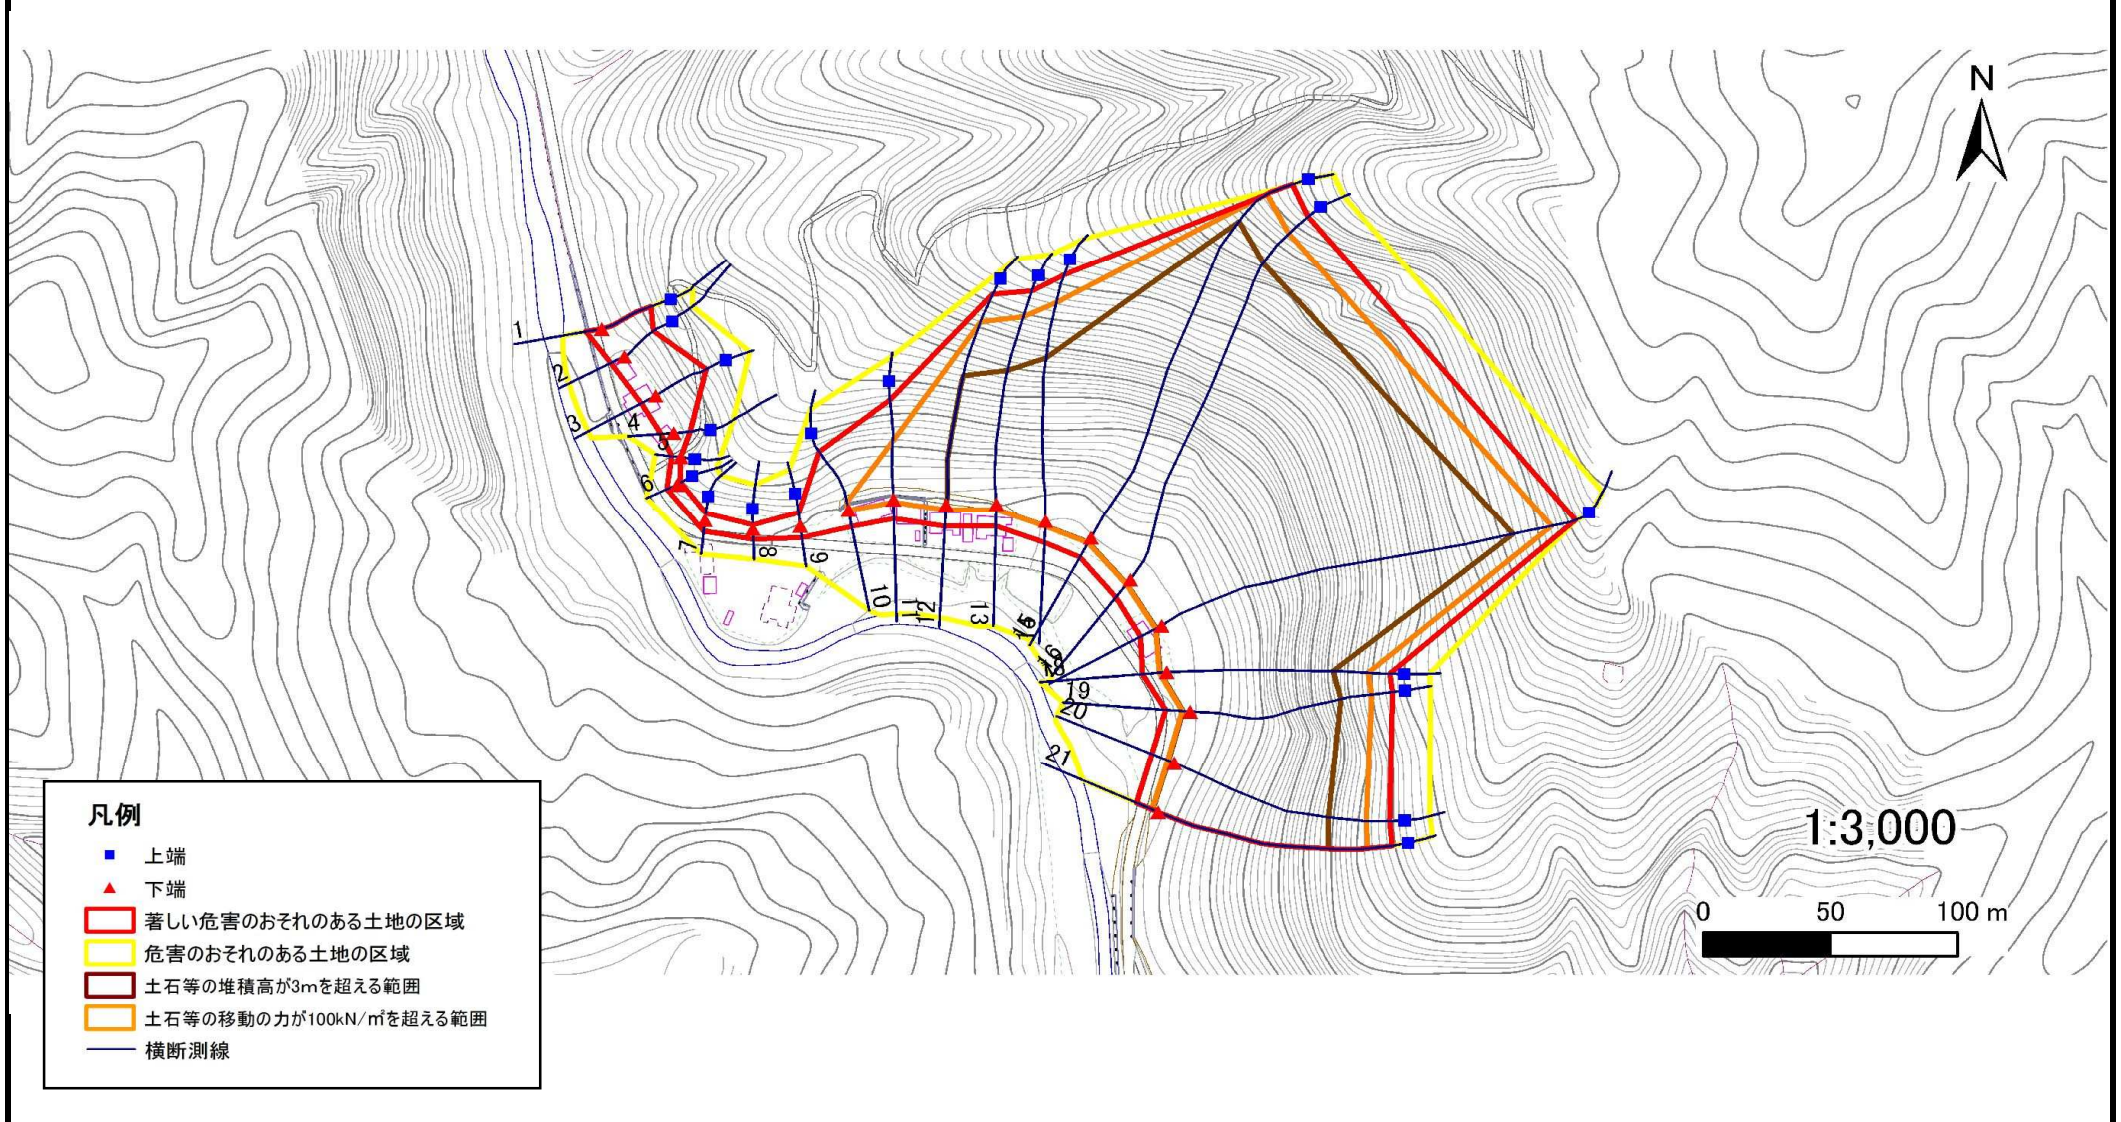 N
1
2
3
4
5
6
7
8
9
10
11
12
13
15
18
19
20
21
凡例
上端
下端
著しい危害のおそれのある土地の区域
危害のおそれのある土地の区域
土石等の堆積高が3mを超える範囲
土石等の移動の力が100kN/㎡を超える範囲
横断測線
1:3,000
0 50 100 m